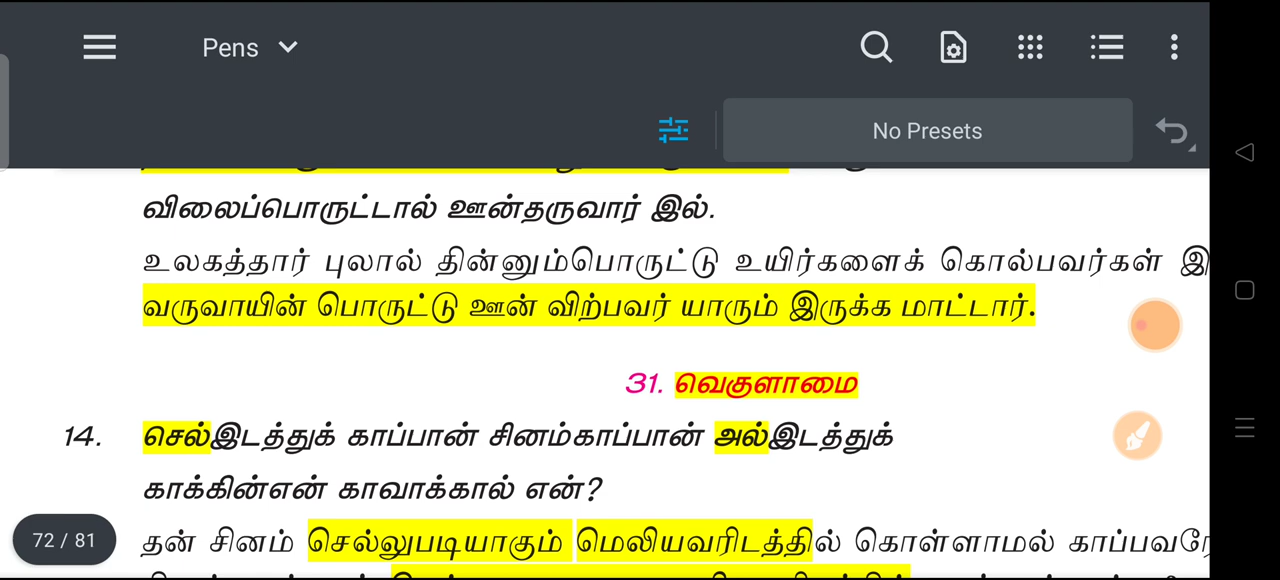 Pens
No Presets
விலைப்பொருட்டால் ஊன்தருவார் இல்.
உலகத்தார் புலால் தின்னும்பொருட்டு உயிர்களைக் கொல்பவர்கள்
வருவாயின் பொருட்டு ஊன் விற்பவர் யாரும் இருக்க மாட்டார்.
31. வெகுளாமை
14. செல்இடத்துக் காப்பான் சினம்காப்பான் அல்இடத்துக்
காக்கின்என் காவாக்கால் என்?
72 / 81
தன் சினம் செல்லுபடியாகும் மெலியவரிடத்தில் கொள்ளாமல்